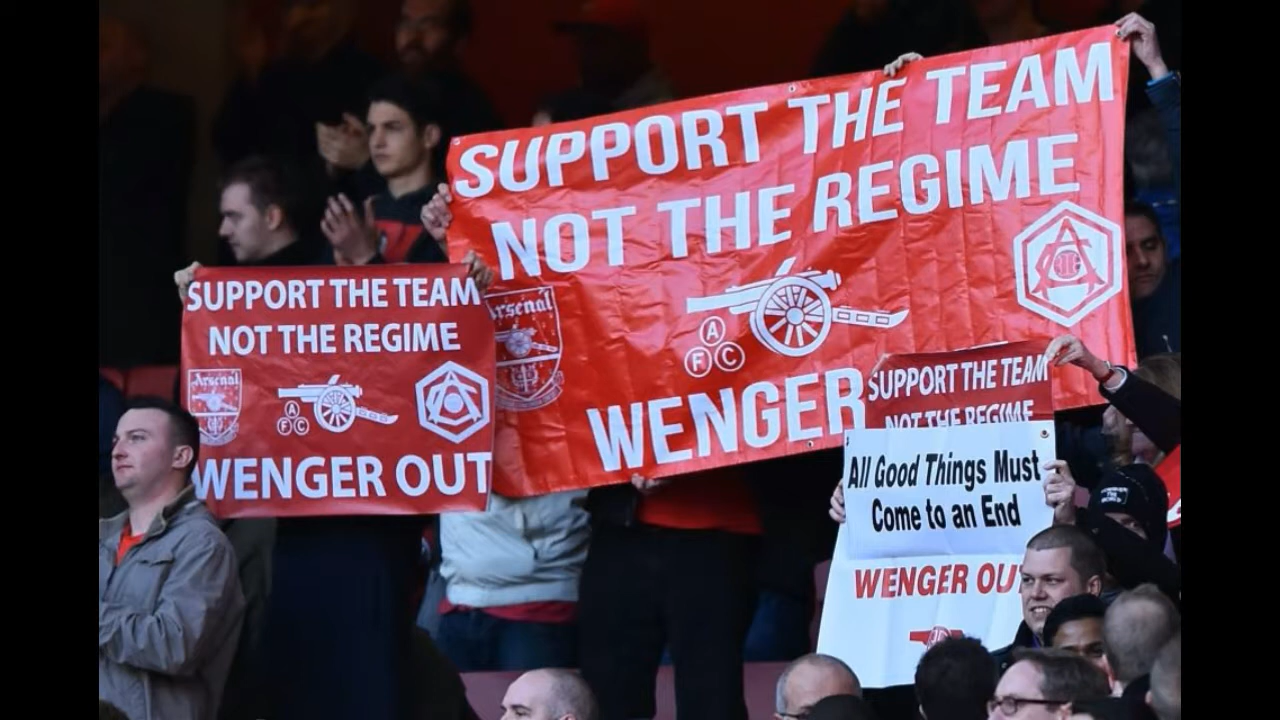 SUPPORT THE TEAM
NOT THE REGIME
Arsenal
A
F C
WENGER
SUPPORT THE TEAM
NOT THE REGIME
Arsenal
A
F C
WENGER OUT
SUPPORT THE TEAM
NOT THE REGIME
All Good Things Must
Come to an End
WENGER OUT